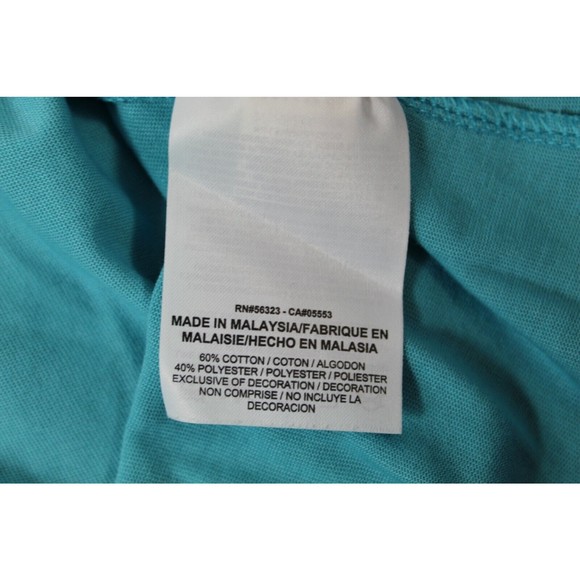 RN#56323 - CA#05553
MADE IN MALAYSIA/FABRIQUE EN
MALAISIE/HECHO EN MALASIA
60% COTTON / COTON / ALGODON
40% POLYESTER / POLYESTER / POLIESTER
EXCLUSIVE OF DECORATION / DECORATION
NON COMPRISE / NO INCLUYE LA
DECORACION